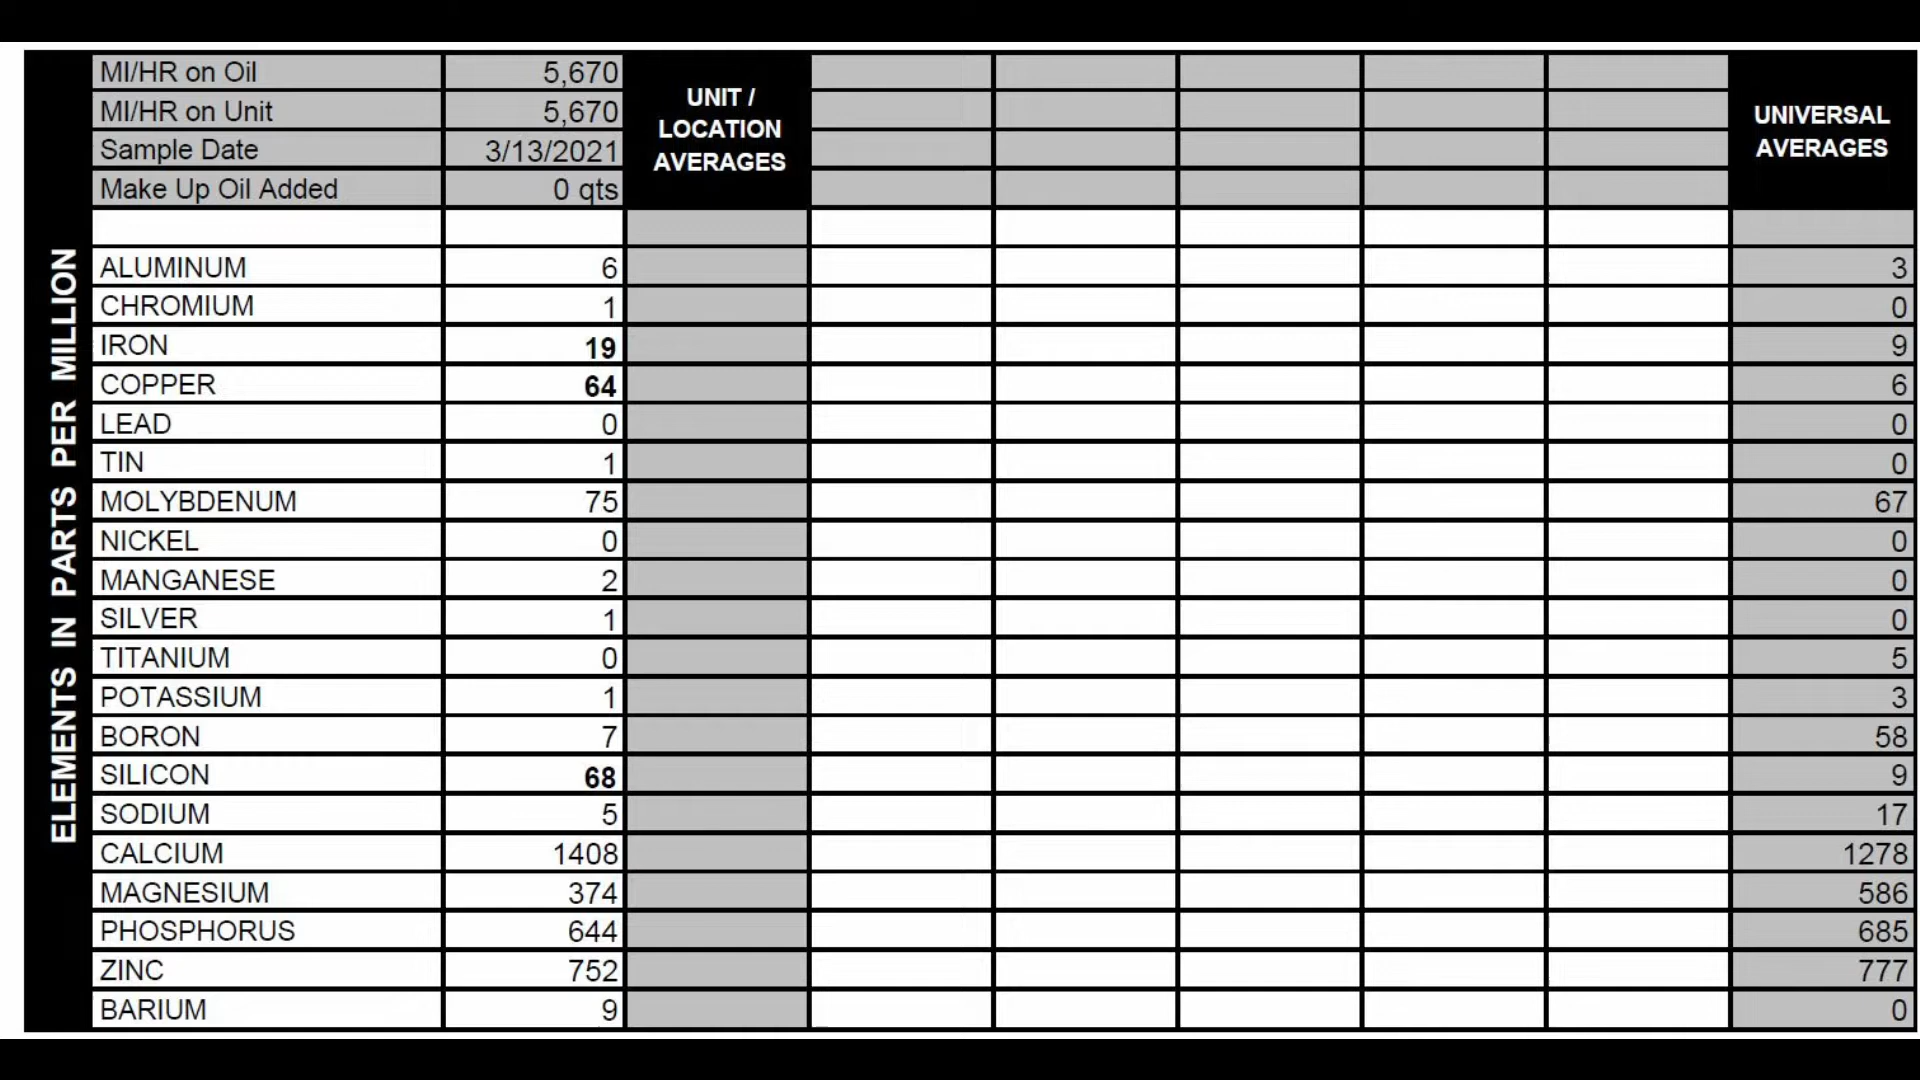 MI/HR on Oil 5,670
MI/HR on Unit 5,670
Sample Date 3/13/2021
Make Up Oil Added 0 qts
UNIT /
LOCATION
AVERAGES
UNIVERSAL
AVERAGES
ELEMENTS IN PARTS PER MILLION
ALUMINUM 6 3
CHROMIUM 1 0
IRON 19 9
COPPER 64 6
LEAD 0 0
TIN 1 0
MOLYBDENUM 75 67
NICKEL 0 0
MANGANESE 2 0
SILVER 1 0
TITANIUM 0 5
POTASSIUM 1 3
BORON 7 58
SILICON 68 9
SODIUM 5 17
CALCIUM 1408 1278
MAGNESIUM 374 586
PHOSPHORUS 644 685
ZINC 752 777
BARIUM 9 0